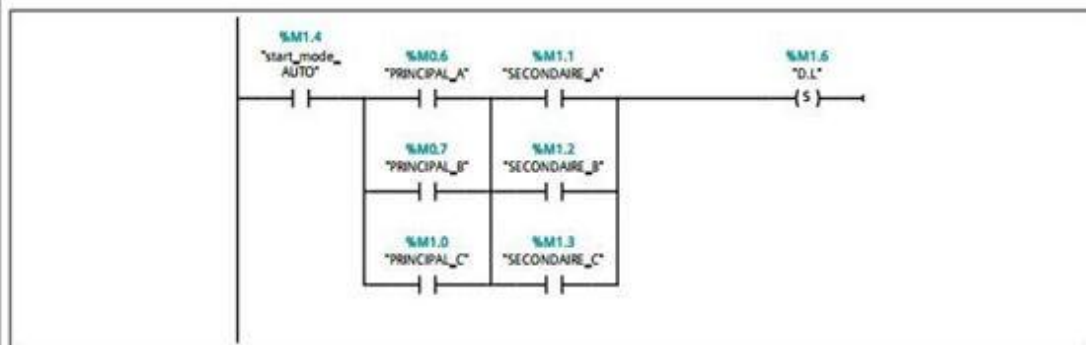 %M1.4
"start_mode_
AUTO"
%M0.6
"PRINCIPAL_A"
%M1.1
"SECONDAIRE_A"
%M1.6
"D.L"
S
%M0.7
"PRINCIPAL_B"
%M1.2
"SECONDAIRE_B"
%M1.0
"PRINCIPAL_C"
%M1.3
"SECONDAIRE_C"